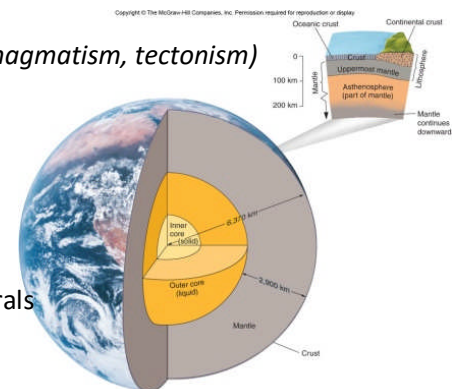 Copyright © The McGraw-Hill Companies, Inc. Permission required for reproduction or display
Oceanic crust
Continental crust
magmatism, tectonism)
0
100 km
200 km
Mantle
Crust
Uppermost mantle
Asthenosphere
(part of mantle)
Lithosphere
Mantle
continues
downward
6,370 km
Inner
core
(solid)
Outer core
(liquid)
2,900 km
rals
Mantle
Crust